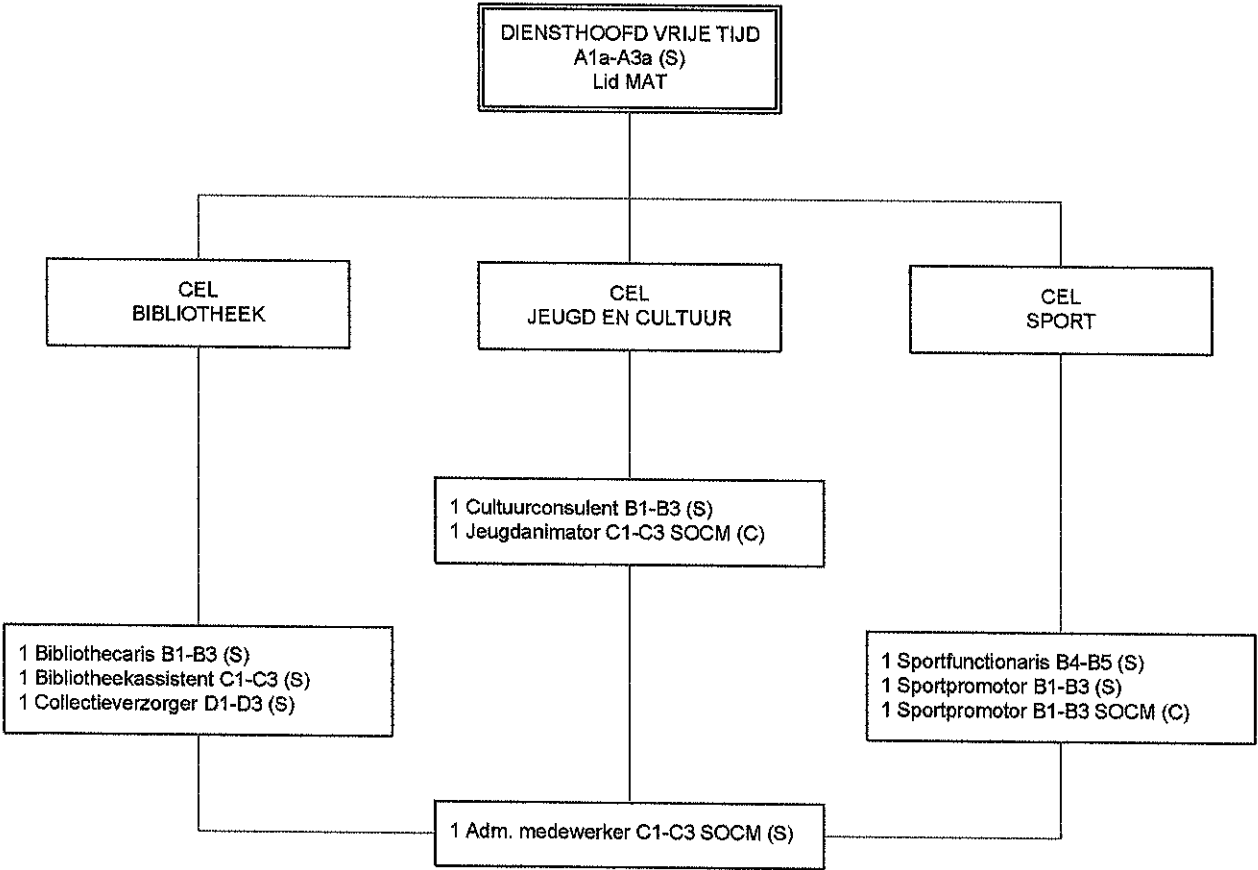 DIENSTHOOFD VRIJE TIJD
A1a-A3a (S)
Lid MAT
CEL
BIBLIOTHEEK
CEL
JEUGD EN CULTUUR
CEL
SPORT
1 Cultuurconsulent B1-B3 (S)
1 Jeugdanimator C1-C3 SOCM (C)
1 Bibliothecaris B1-B3 (S)
1 Bibliotheekassistent C1-C3 (S)
1 Collectieverzorger D1-D3 (S)
1 Sportfunctionaris B4-B5 (S)
1 Sportpromotor B1-B3 (S)
1 Sportpromotor B1-B3 SOCM (C)
1 Adm. medewerker C1-C3 SOCM (S)